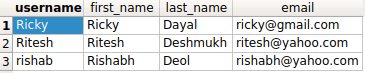 username first_name last_name email
1 Ricky Ricky Dayal ricky@gmail.com
2 Ritesh Ritesh Deshmukh ritesh@yahoo.com
3 rishab Rishabh Deol rishabh@yahoo.com